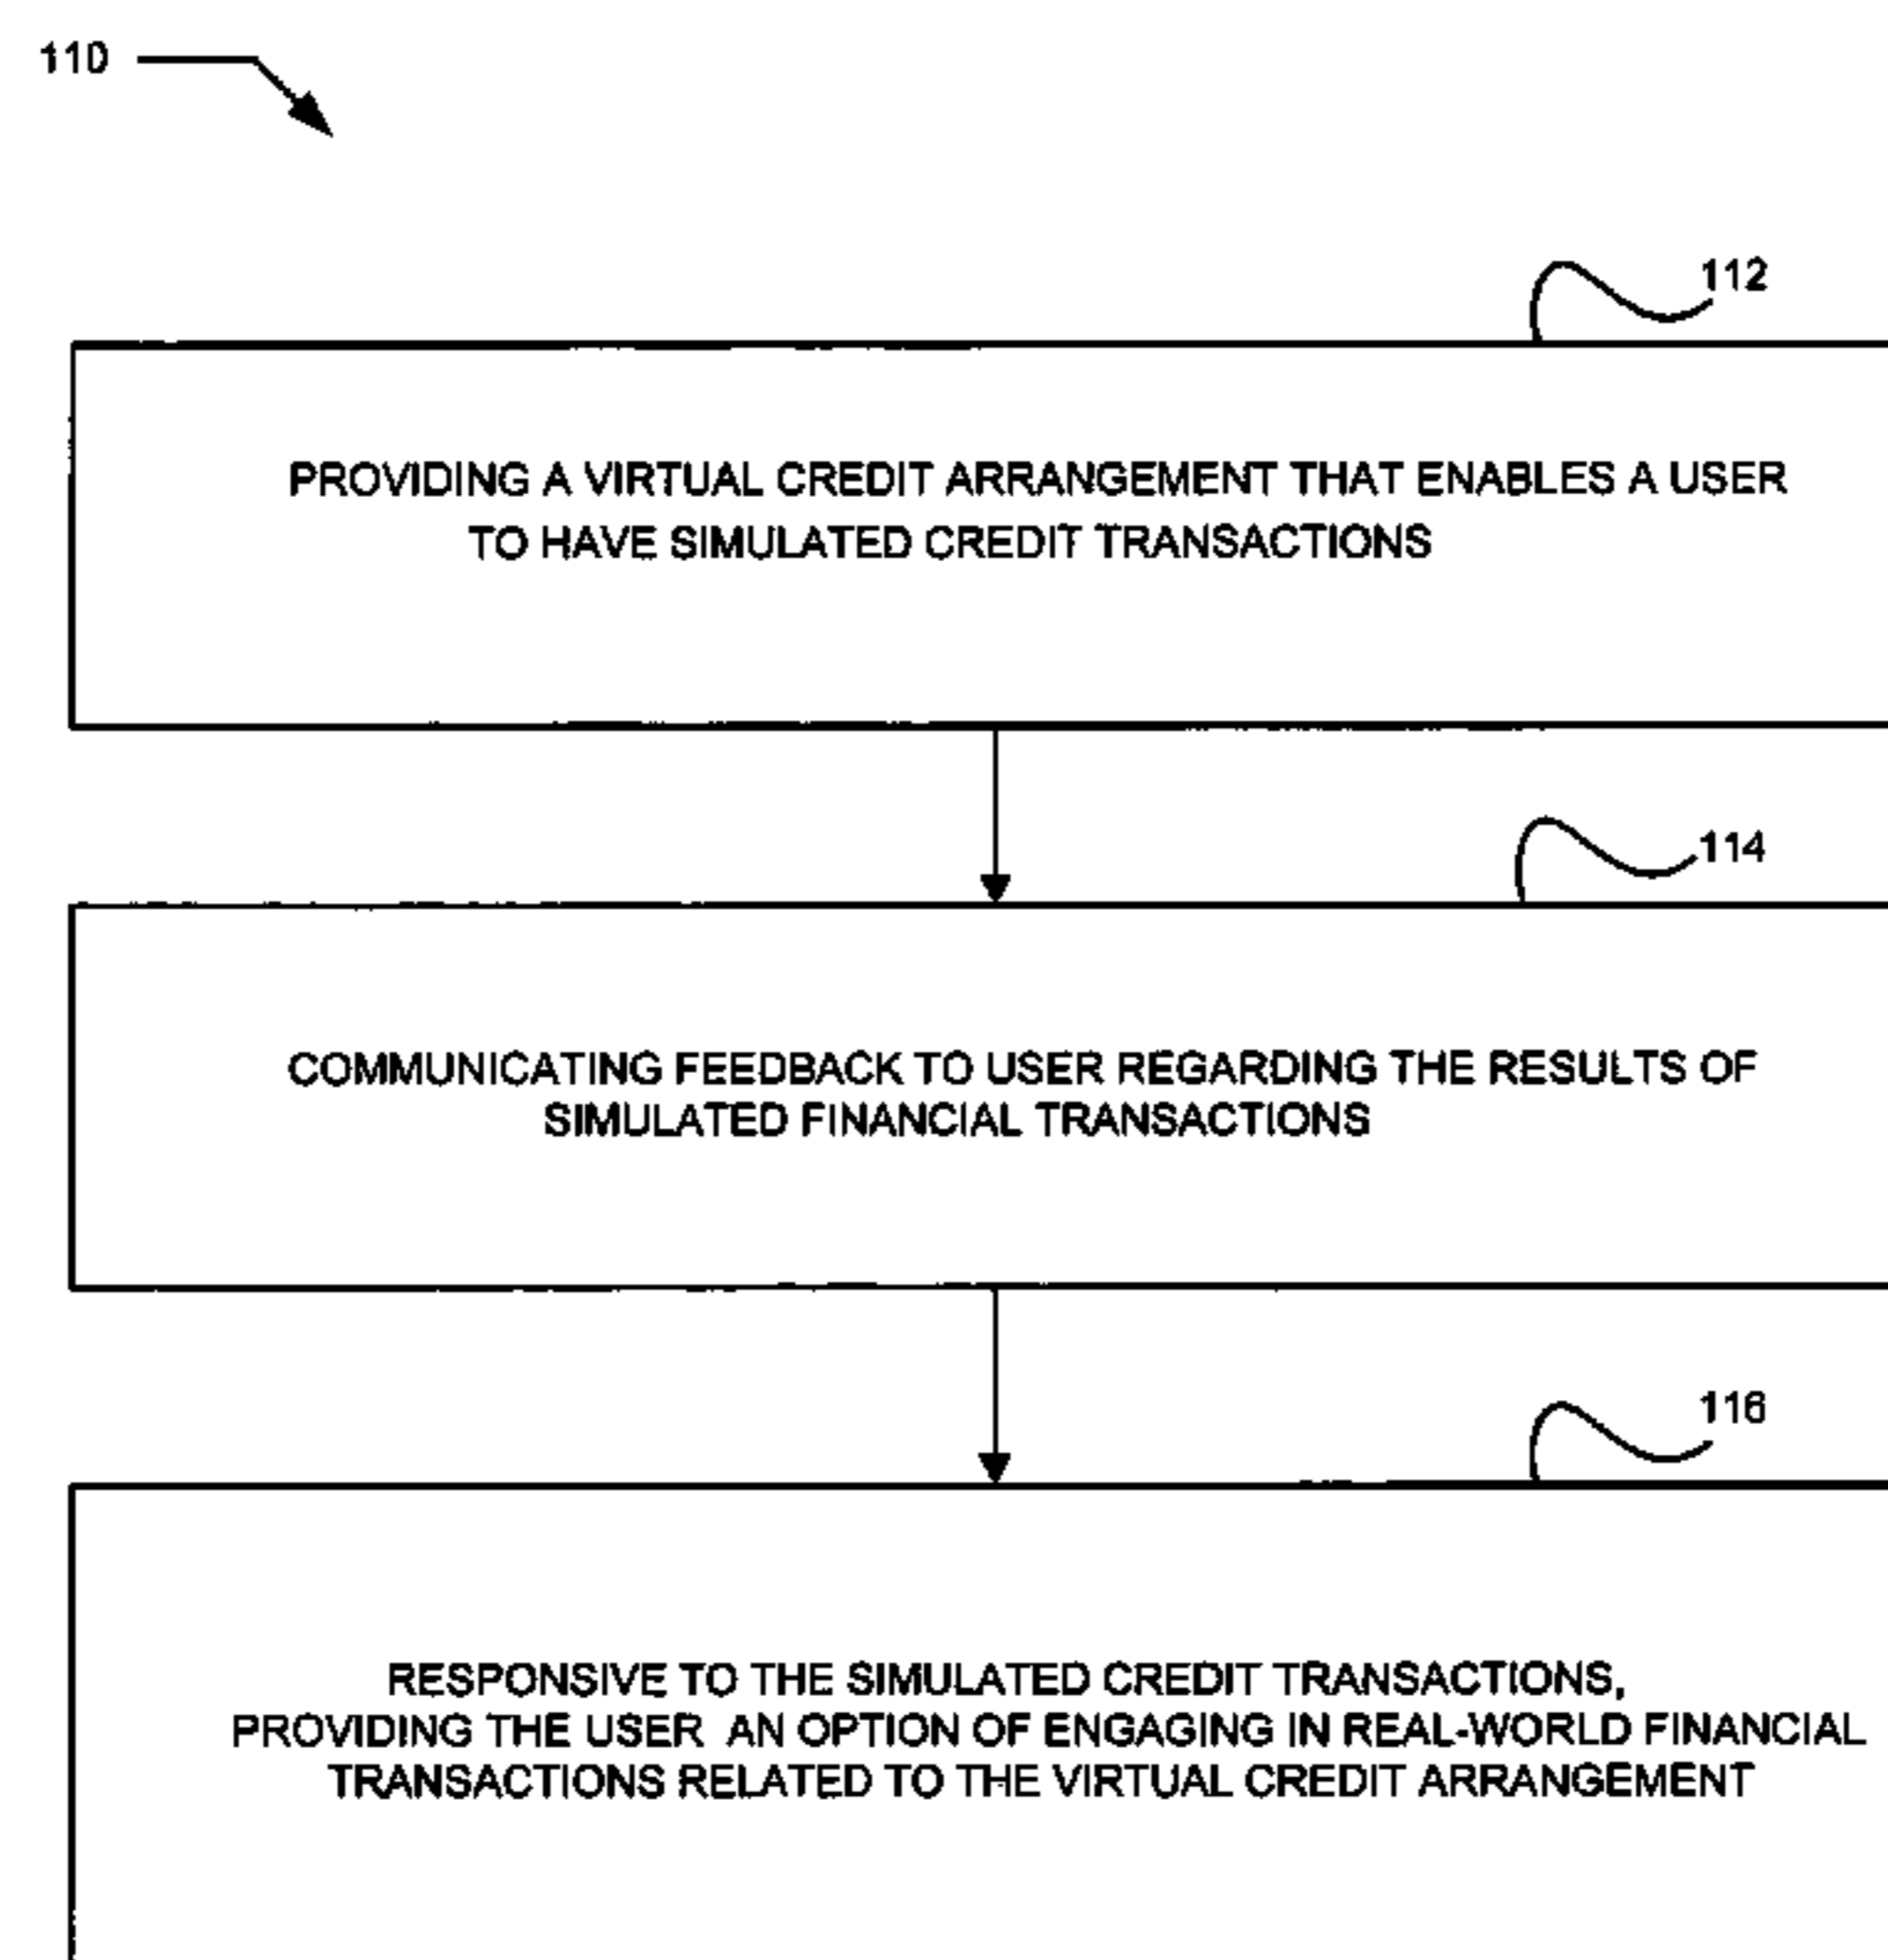 110
112
PROVIDING A VIRTUAL CREDIT ARRANGEMENT THAT ENABLES A USER
TO HAVE SIMULATED CREDIT TRANSACTIONS
114
COMMUNICATING FEEDBACK TO USER REGARDING THE RESULTS OF
SIMULATED FINANCIAL TRANSACTIONS
116
RESPONSIVE TO THE SIMULATED CREDIT TRANSACTIONS,
PROVIDING THE USER AN OPTION OF ENGAGING IN REAL-WORLD FINANCIAL
TRANSACTIONS RELATED TO THE VIRTUAL CREDIT ARRANGEMENT